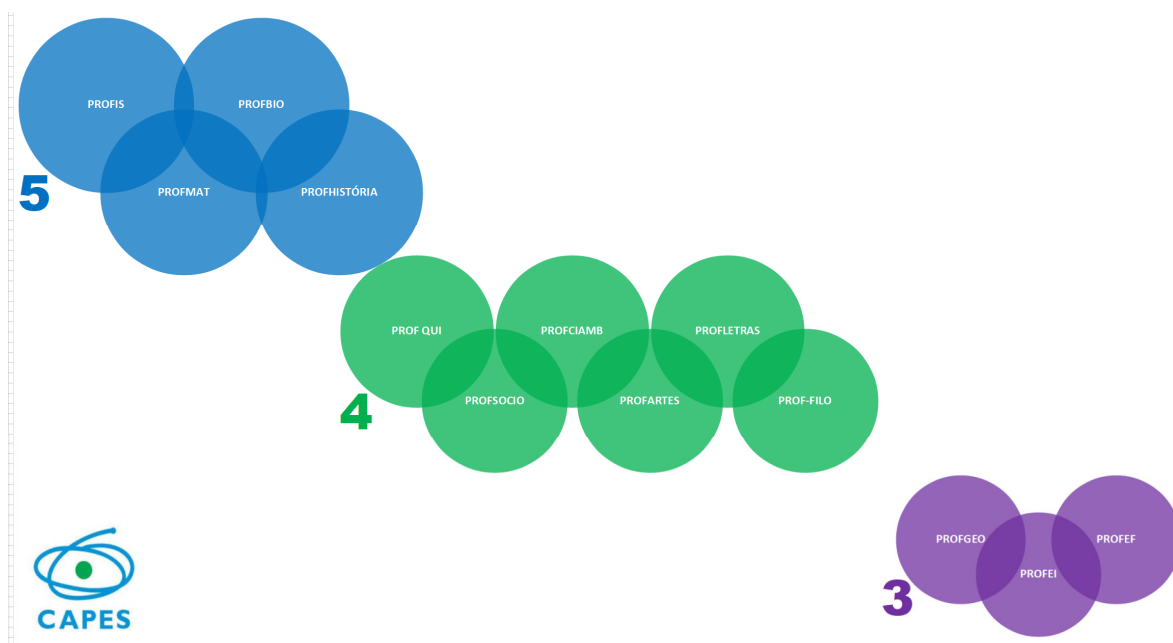 PROFIS
PROFBIO
PROFMAT
PROFHISTÓRIA
5
PROF QUI
PROFCIAMB
PROFLETRAS
PROFSOCIO
PROFARTES
PROF-FILO
4
PROFGEO
PROFEF
PROFEI
3
CAPES